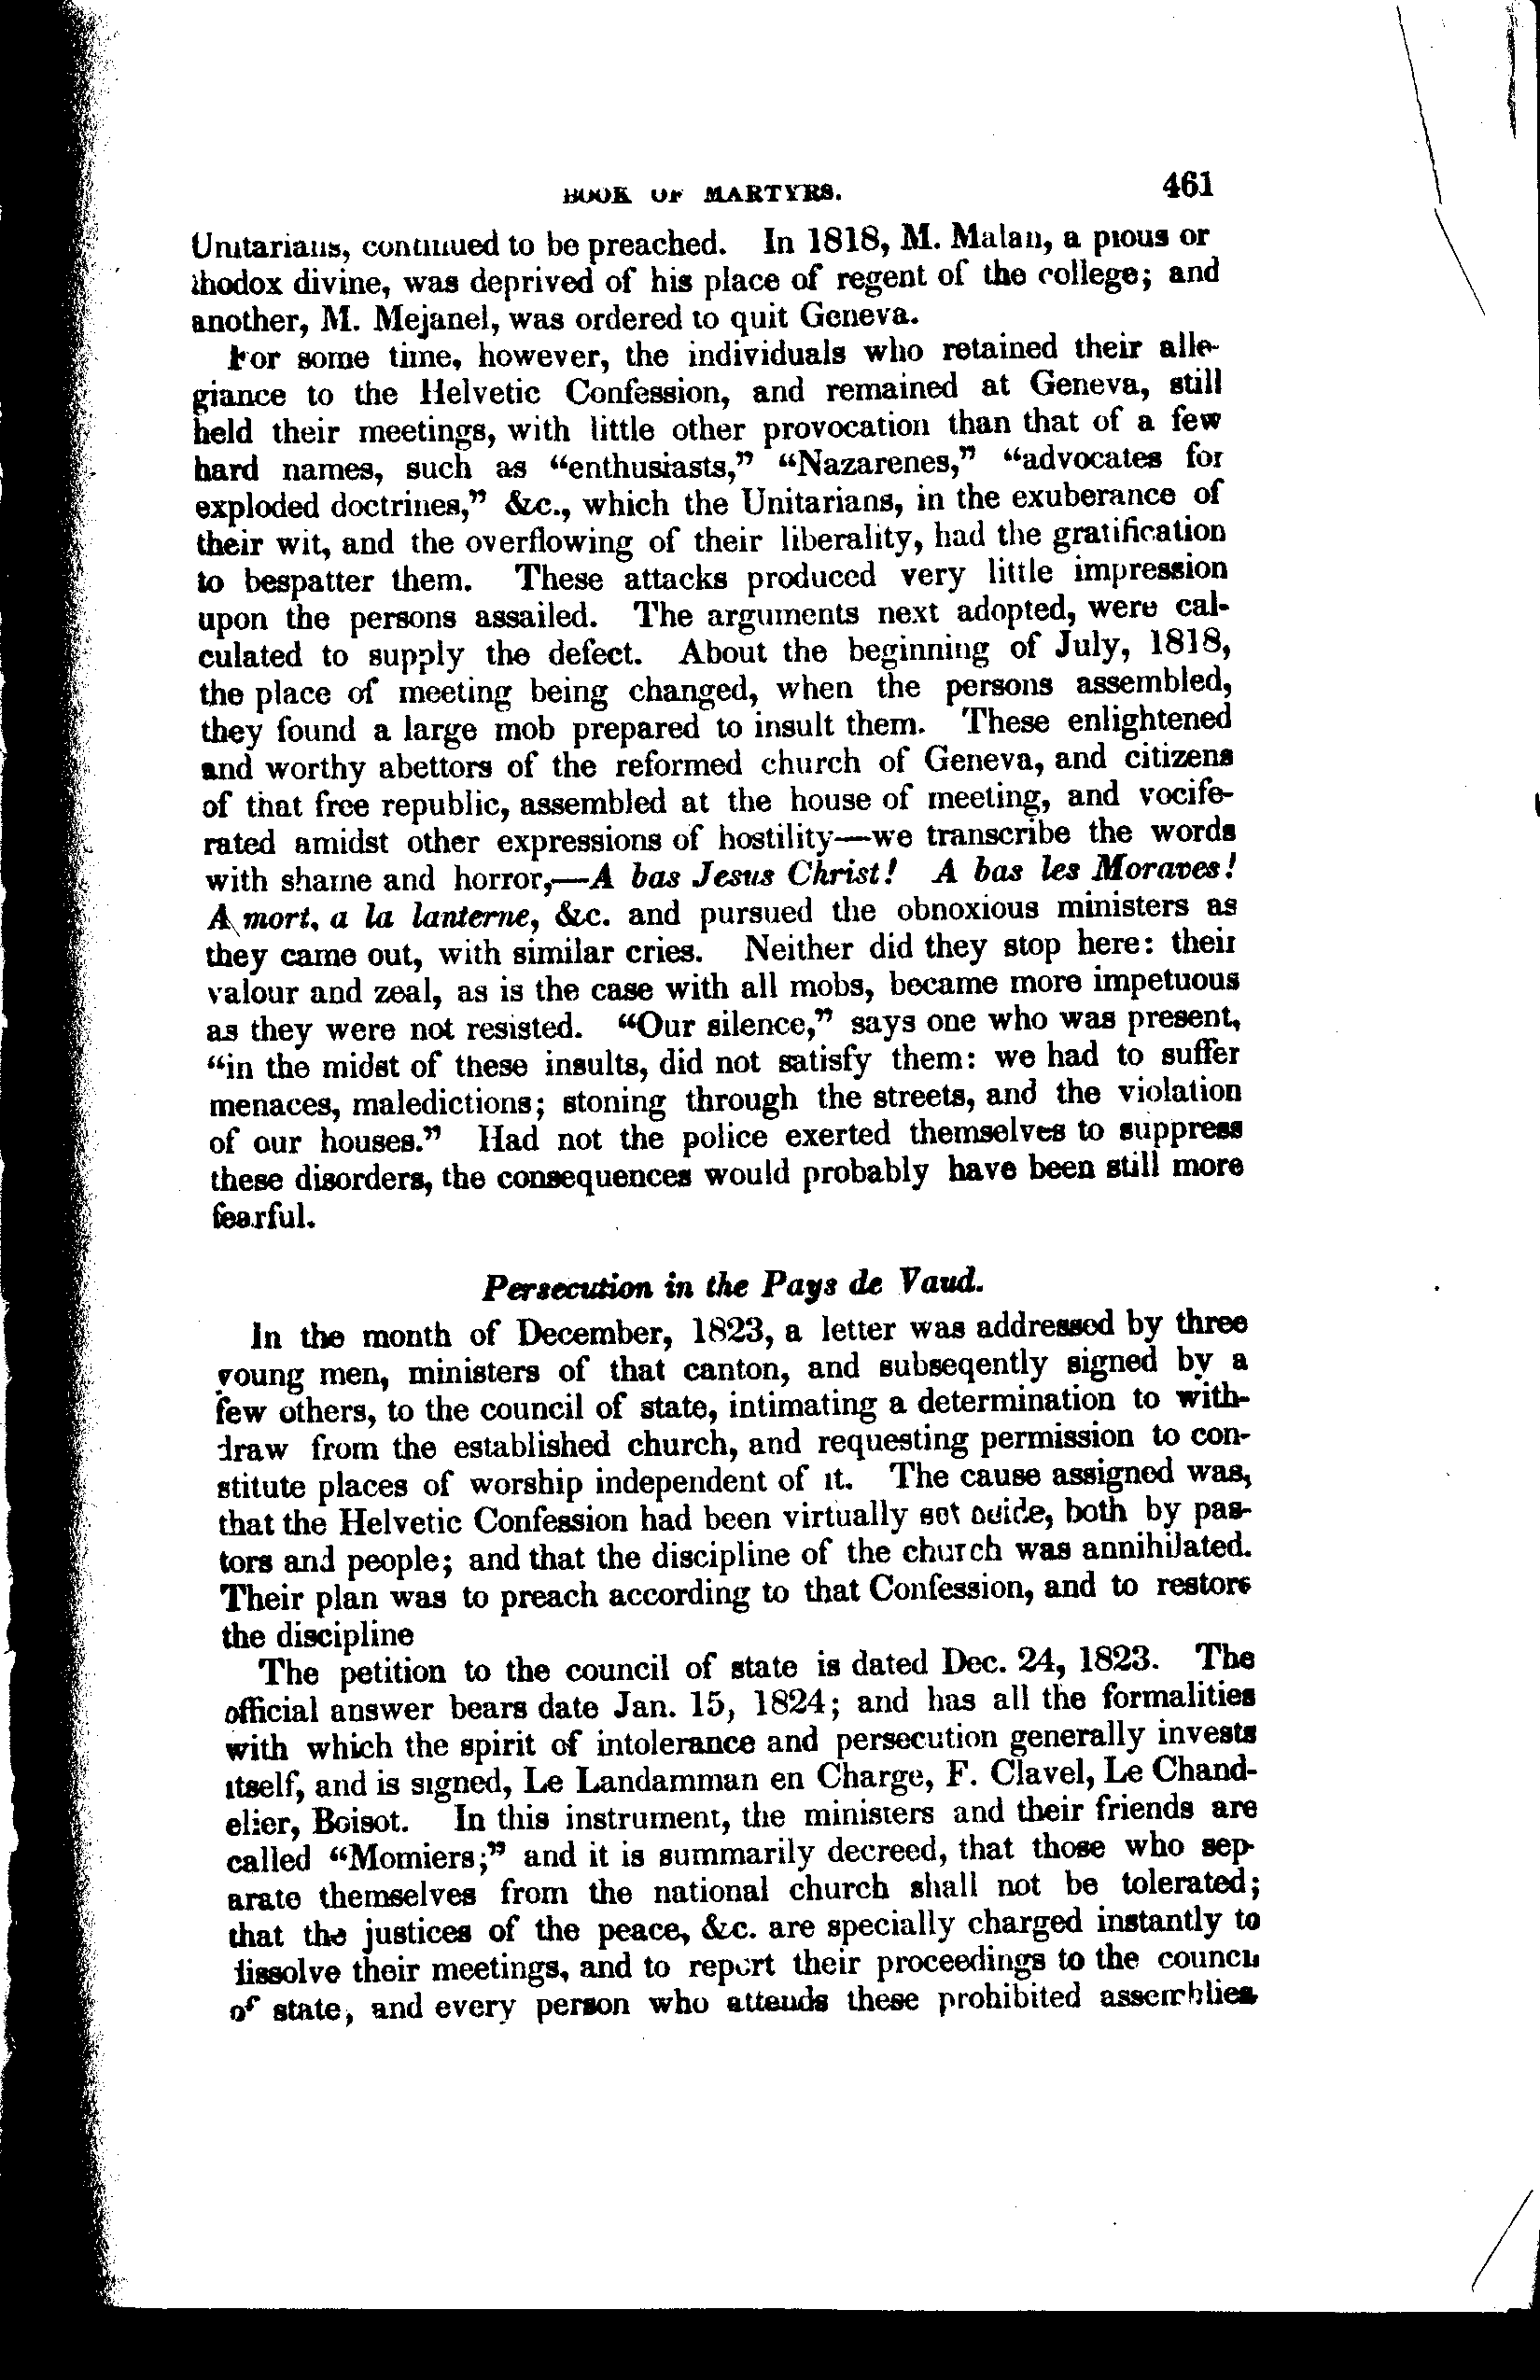 BOOK OF MARTYRS. 461
Unitarians, continued to be preached. In 1818, M. Malan, a pious or
thodox divine, was deprived of his place of regent of the college; and
another, M. Mejanel, was ordered to quit Geneva.
For some time, however, the individuals who retained their alle-
giance to the Helvetic Confession, and remained at Geneva, still
held their meetings, with little other provocation than that of a few
hard names, such as “enthusiasts,” “Nazarenes,” “advocates for
exploded doctrines,” &c., which the Unitarians, in the exuberance of
their wit, and the overflowing of their liberality, had the gratification
to bespatter them. These attacks produced very little impression
upon the persons assailed. The arguments next adopted, were cal-
culated to supply the defect. About the beginning of July, 1818,
the place of meeting being changed, when the persons assembled,
they found a large mob prepared to insult them. These enlightened
and worthy abettors of the reformed church of Geneva, and citizens
of that free republic, assembled at the house of meeting, and vocife-
rated amidst other expressions of hostility—we transcribe the words
with shame and horror,—A bas Jesus Christ! A bas les Moraves!
A mort, a la lanterne, &c. and pursued the obnoxious ministers as
they came out, with similar cries. Neither did they stop here: their
valour and zeal, as is the case with all mobs, became more impetuous
as they were not resisted. “Our silence,” says one who was present,
“in the midst of these insults, did not satisfy them: we had to suffer
menaces, maledictions; stoning through the streets, and the violation
of our houses.” Had not the police exerted themselves to suppress
these disorders, the consequences would probably have been still more
fearful.
Persecution in the Pays de Vaud.
In the month of December, 1823, a letter was addressed by three
young men, ministers of that canton, and subseqently signed by a
few others, to the council of state, intimating a determination to with-
draw from the established church, and requesting permission to con-
stitute places of worship independent of it. The cause assigned was,
that the Helvetic Confession had been virtually set aside, both by pas-
tors and people; and that the discipline of the church was annihilated.
Their plan was to preach according to that Confession, and to restore
the discipline
The petition to the council of state is dated Dec. 24, 1823. The
official answer bears date Jan. 15, 1824; and has all the formalities
with which the spirit of intolerance and persecution generally invests
itself, and is signed, Le Landamman en Charge, F. Clavel, Le Chand-
elier, Boisot. In this instrument, the ministers and their friends are
called “Momiers;” and it is summarily decreed, that those who sep-
arate themselves from the national church shall not be tolerated;
that the justices of the peace, &c. are specially charged instantly to
dissolve their meetings, and to report their proceedings to the council
of state, and every person who attends these prohibited assemblies